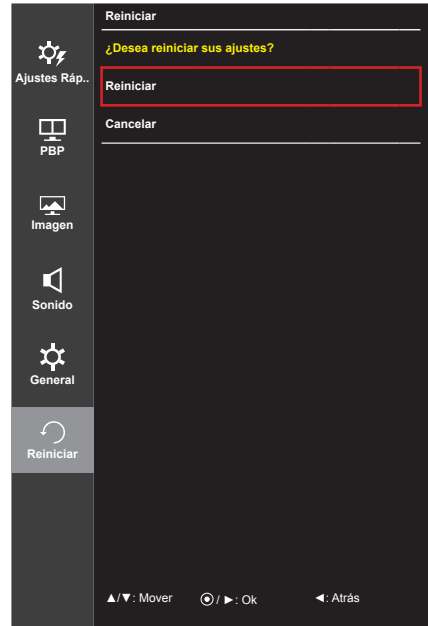 Reiniciar
¿Desea reiniciar sus ajustes?
Reiniciar
Cancelar
Ajustes Ráp..
PBP
Imagen
Sonido
General
Reiniciar
▲/▼: Mover ⦿/ ►: Ok ◄: Atrás